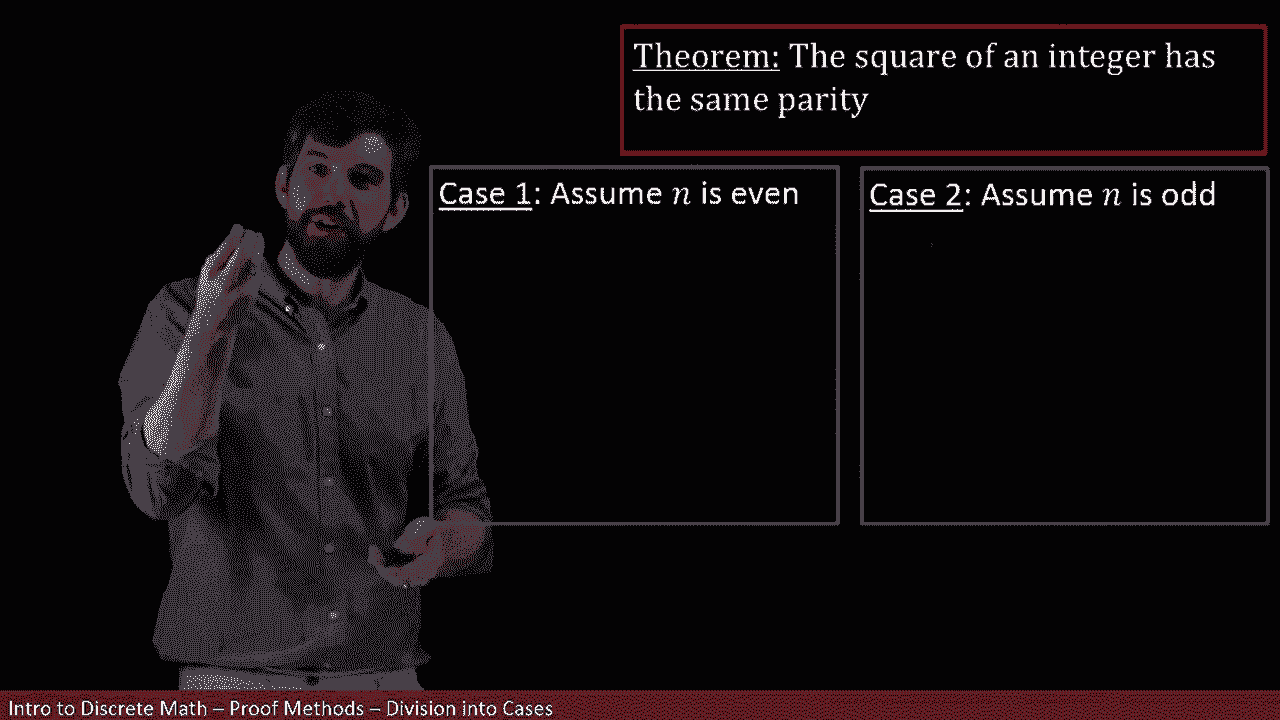 Theorem: The square of an integer has
the same parity
Case 1: Assume n is even
Case 2: Assume n is odd
Intro to Discrete Math – Proof Methods – Division into Cases